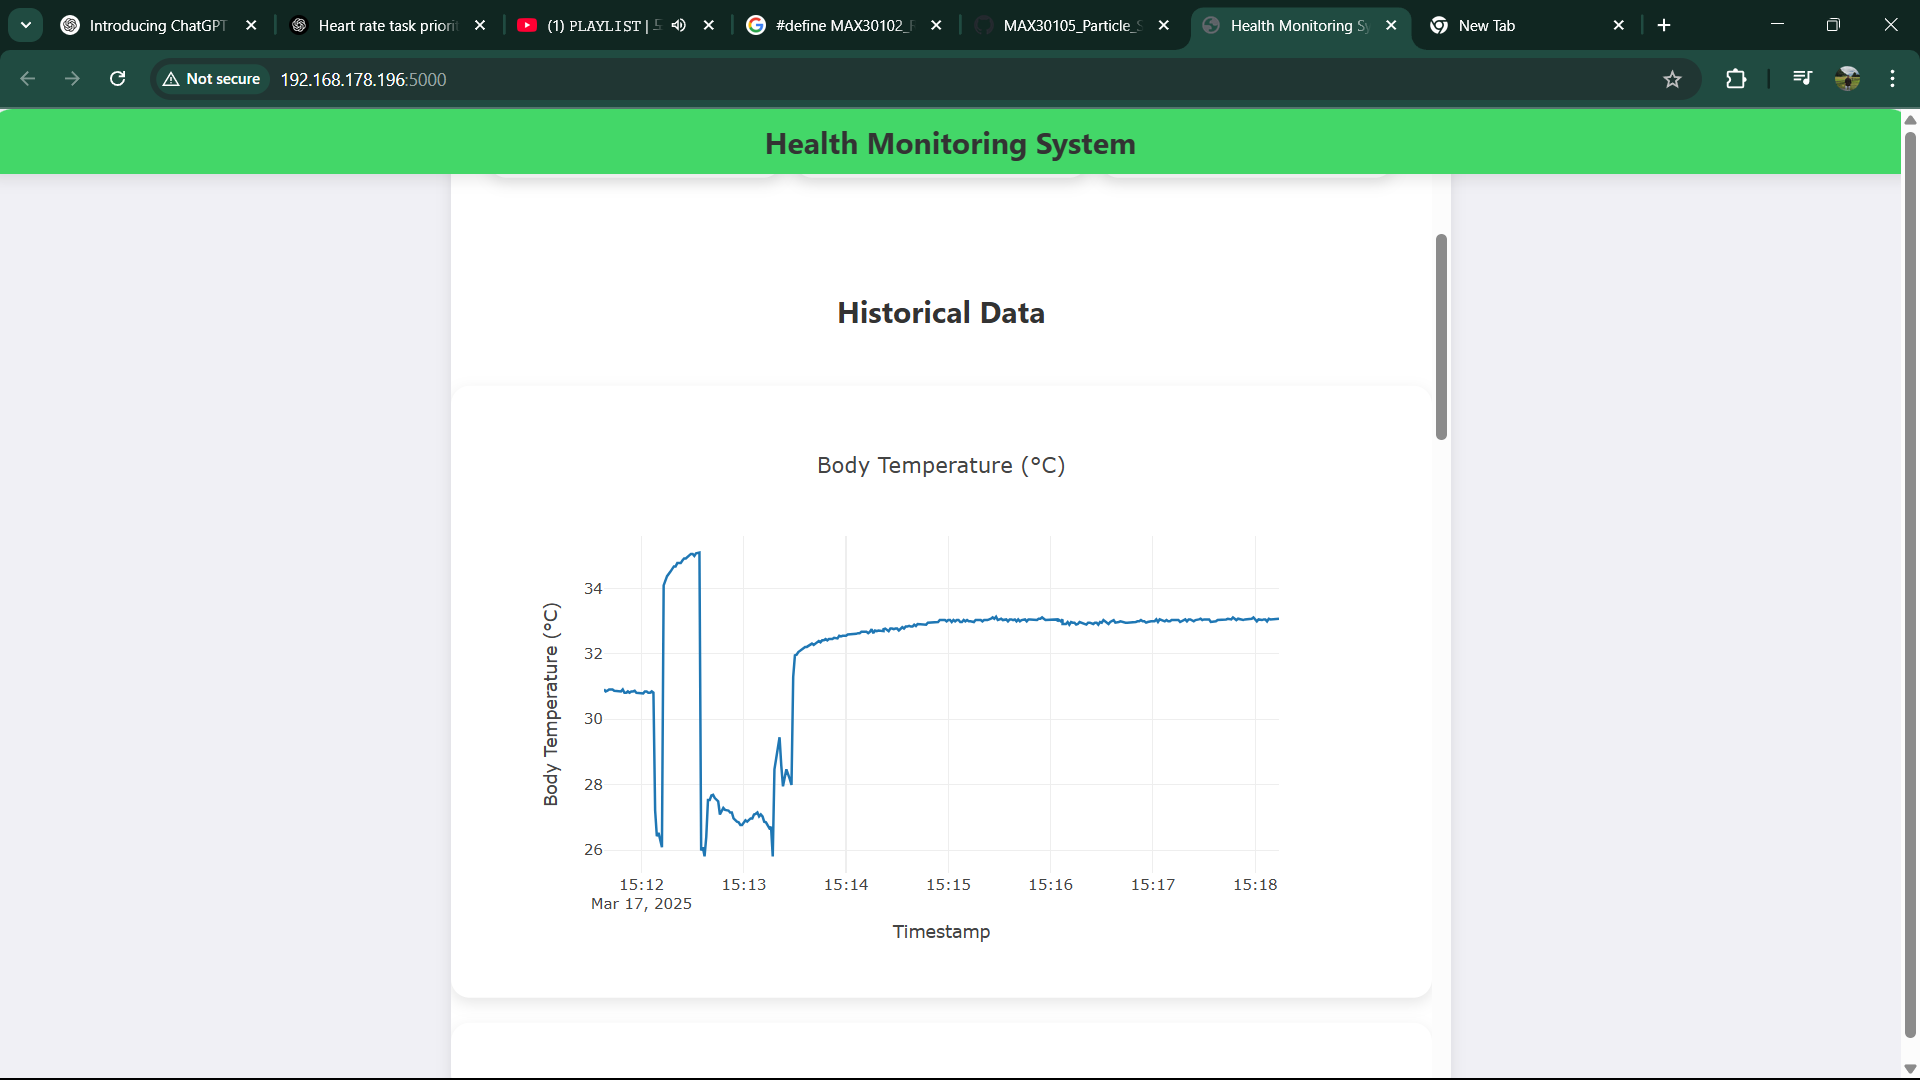 Introducing ChatGPT
Heart rate task priori
(1) PLAYLIST |
#define MAX30102_
MAX30105_Particle_S
Health Monitoring Sy
New Tab
Not secure
192.168.178.196:5000
Health Monitoring System
Historical Data
Body Temperature (°C)
Body Temperature (°C)
34
32
30
28
26
15:12
15:13
15:14
15:15
15:16
15:17
15:18
Mar 17, 2025
Timestamp